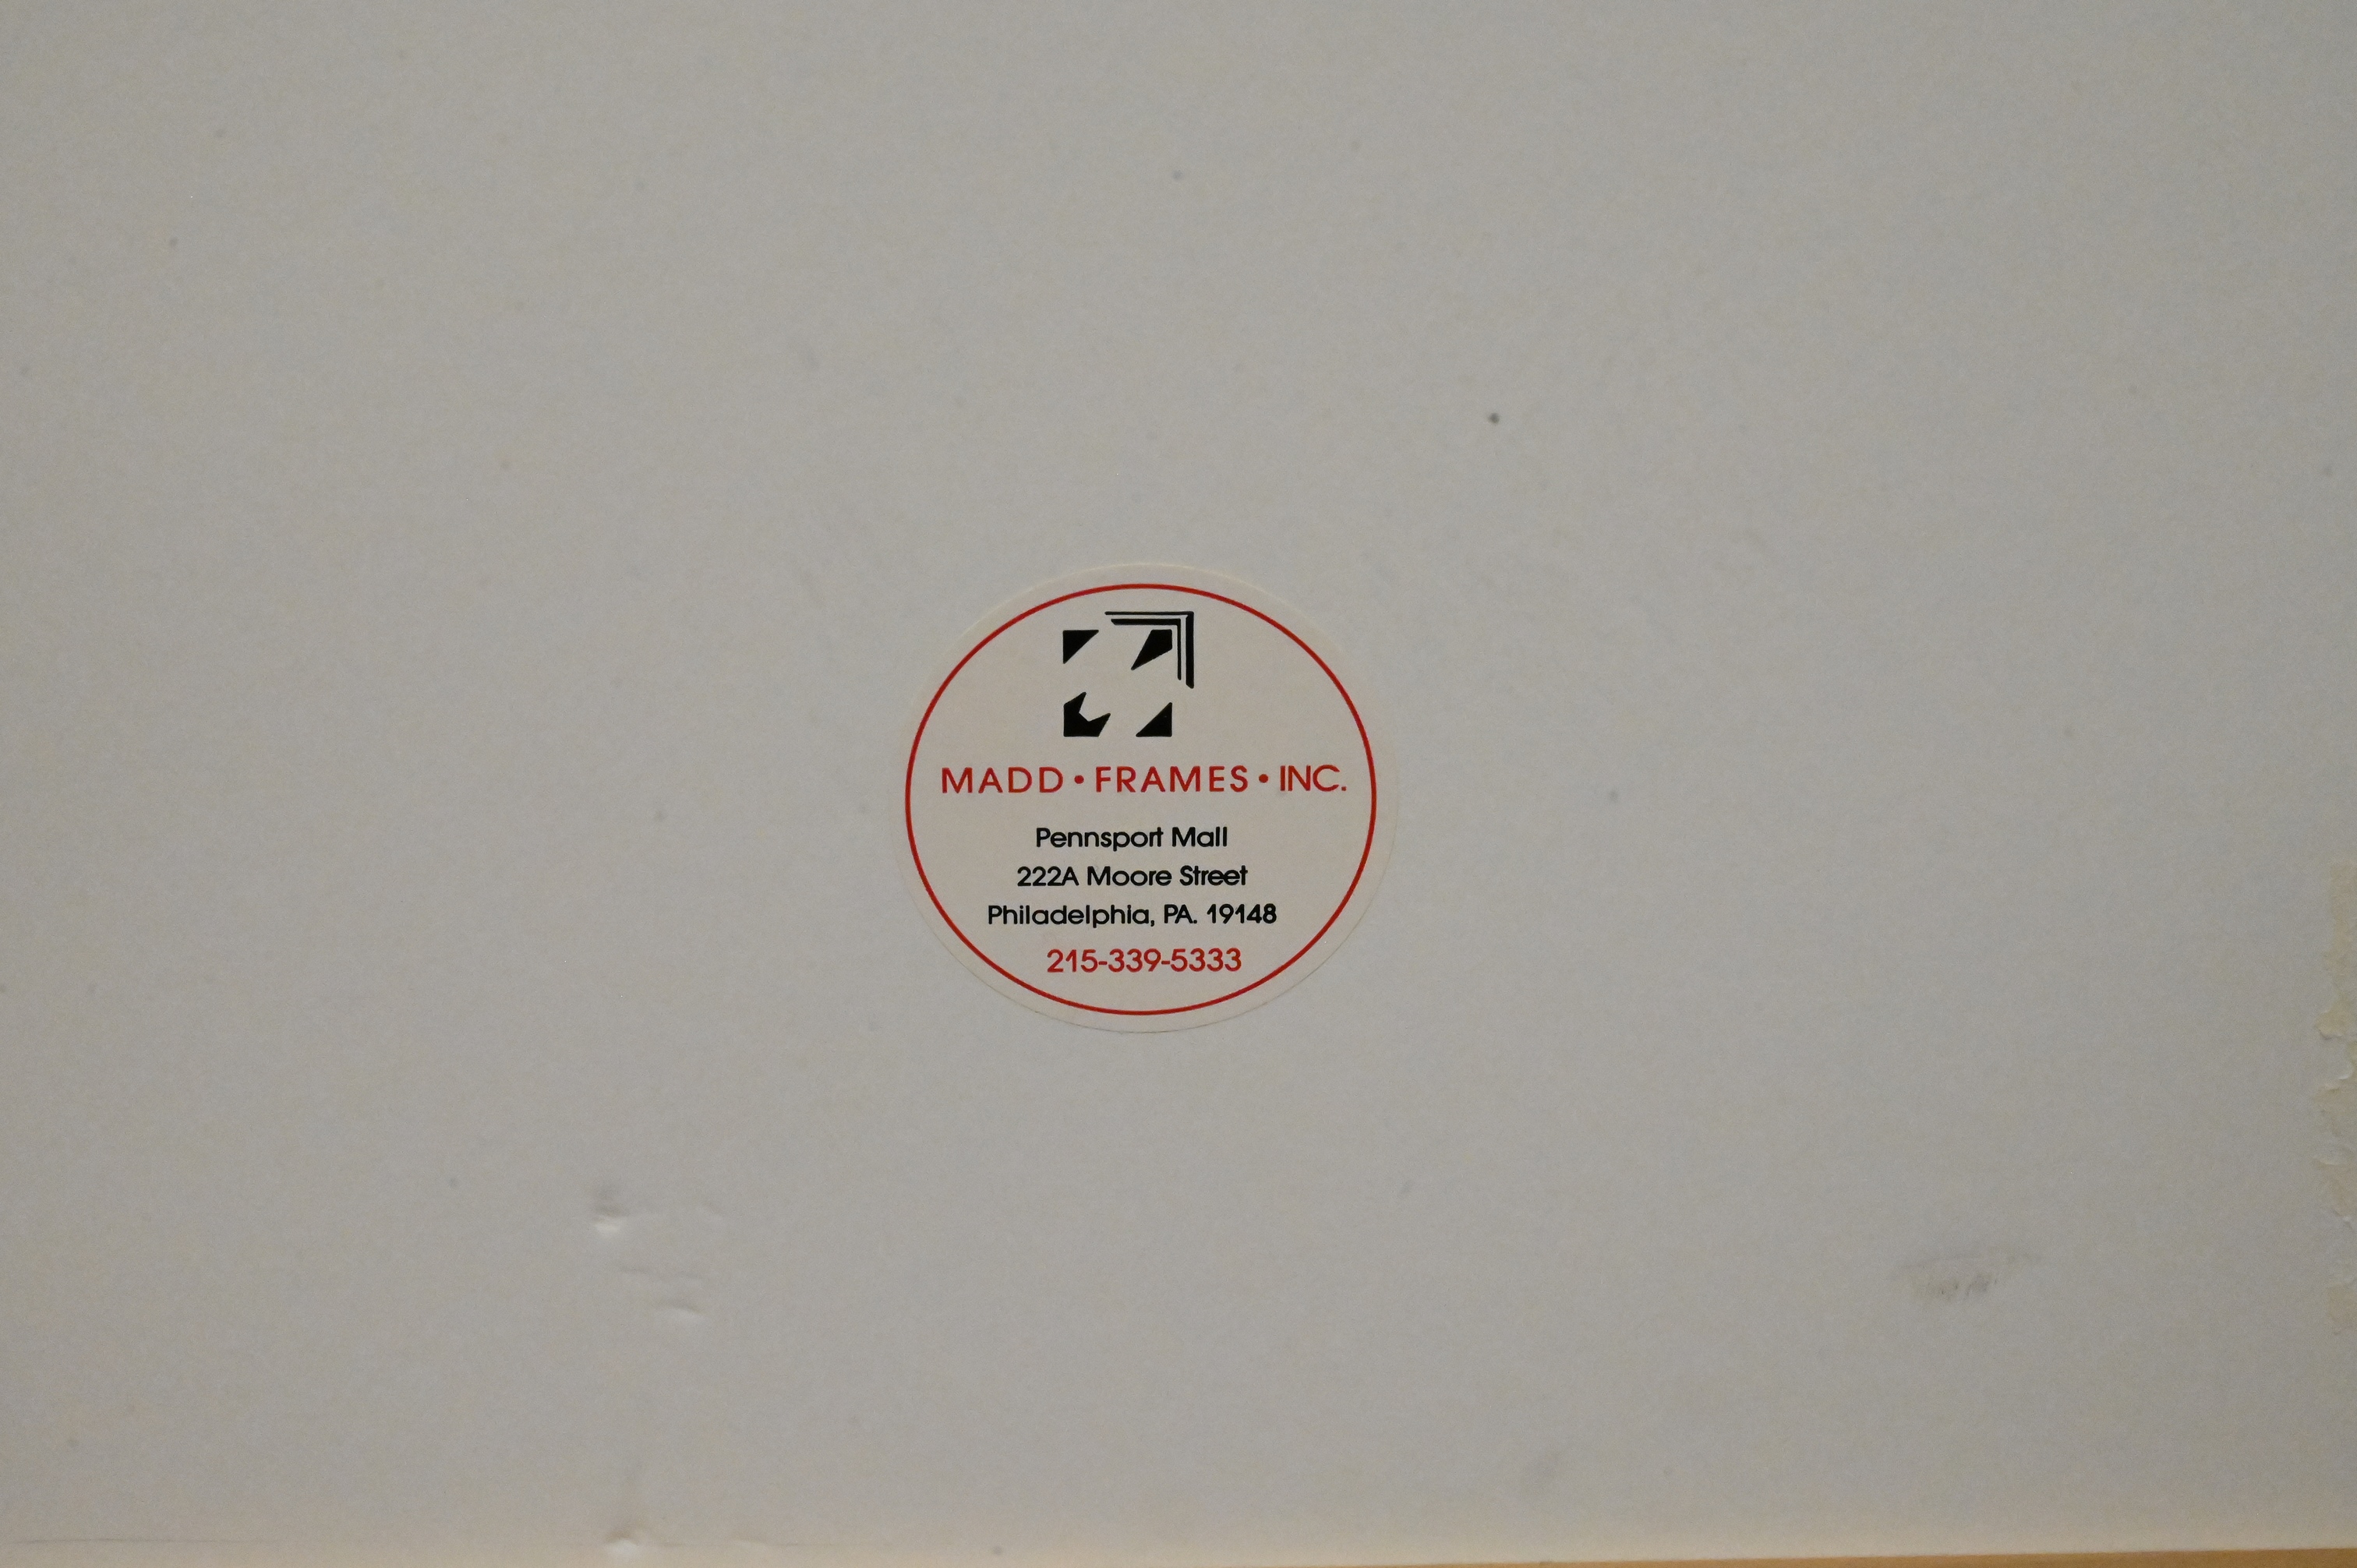 MADD • FRAMES • INC.
Pennsport Mall
222A Moore Street
Philadelphia, PA. 19148
215-339-5333